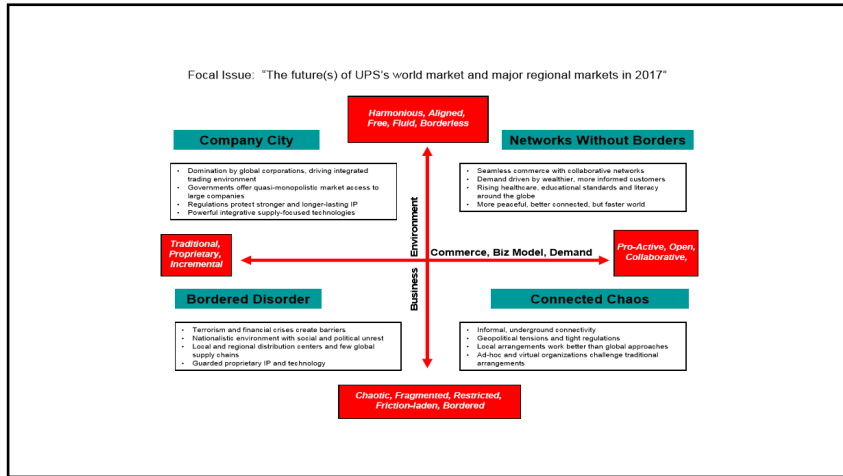 Focal Issue: "The future(s) of UPS's world market and major regional markets in 2017"
Harmonious, Aligned,
Free, Fluid, Borderless
Company City
Networks Without Borders
• Domination by global corporations, driving integrated
trading environment
• Governments offer quasi-monopolistic market access to
large companies
• Regulations protect stronger and longer-lasting IP
• Powerful integrative supply-focused technologies
• Seamless commerce with collaborative networks
• Demand driven by wealthier, more informed customers
• Rising healthcare, educational standards and literacy
around the globe
• More peaceful, better connected, but faster world
Traditional,
Proprietary,
Incremental
Business Environment
Commerce, Biz Model, Demand
Pro-Active, Open,
Collaborative,
Bordered Disorder
Connected Chaos
• Terrorism and financial crises create barriers
• Nationalistic environment with social and political unrest
• Local and regional distribution centers and few global
supply chains
• Guarded proprietary IP and technology
• Informal, underground connectivity
• Geopolitical tensions and tight regulations
• Local arrangements work better than global approaches
• Ad-hoc and virtual organizations challenge traditional
arrangements
Chaotic, Fragmented, Restricted,
Friction-laden, Bordered